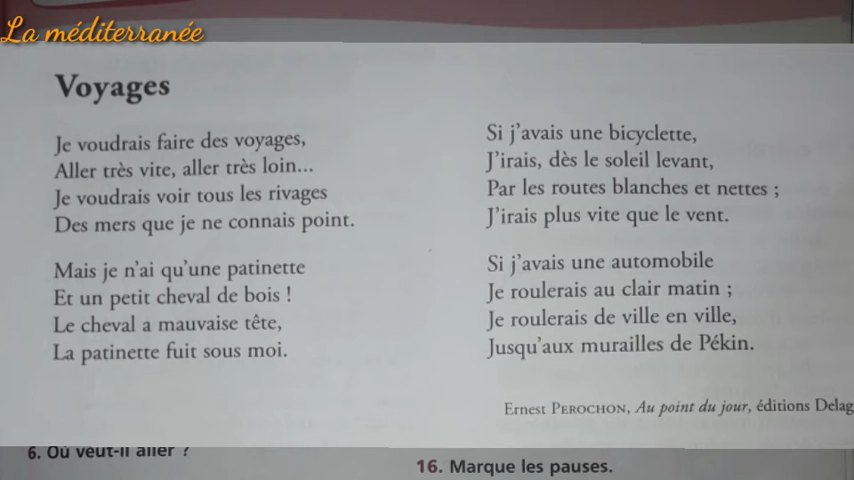 La méditerranée
Voyages
Je voudrais faire des voyages,
Aller très vite, aller très loin...
Je voudrais voir tous les rivages
Des mers que je ne connais point.
Mais je n'ai qu'une patinette
Et un petit cheval de bois !
Le cheval a mauvaise tête,
La patinette fuit sous moi.
Si j'avais une bicyclette,
J'irais, dès le soleil levant,
Par les routes blanches et nettes ;
J'irais plus vite que le vent.
Si j'avais une automobile
Je roulerais au clair matin ;
Je roulerais de ville en ville,
Jusqu'aux murailles de Pékin.
Ernest PEROCHON, Au point du jour, éditions Delag
6. Où veut-il aller ?
16. Marque les pauses.